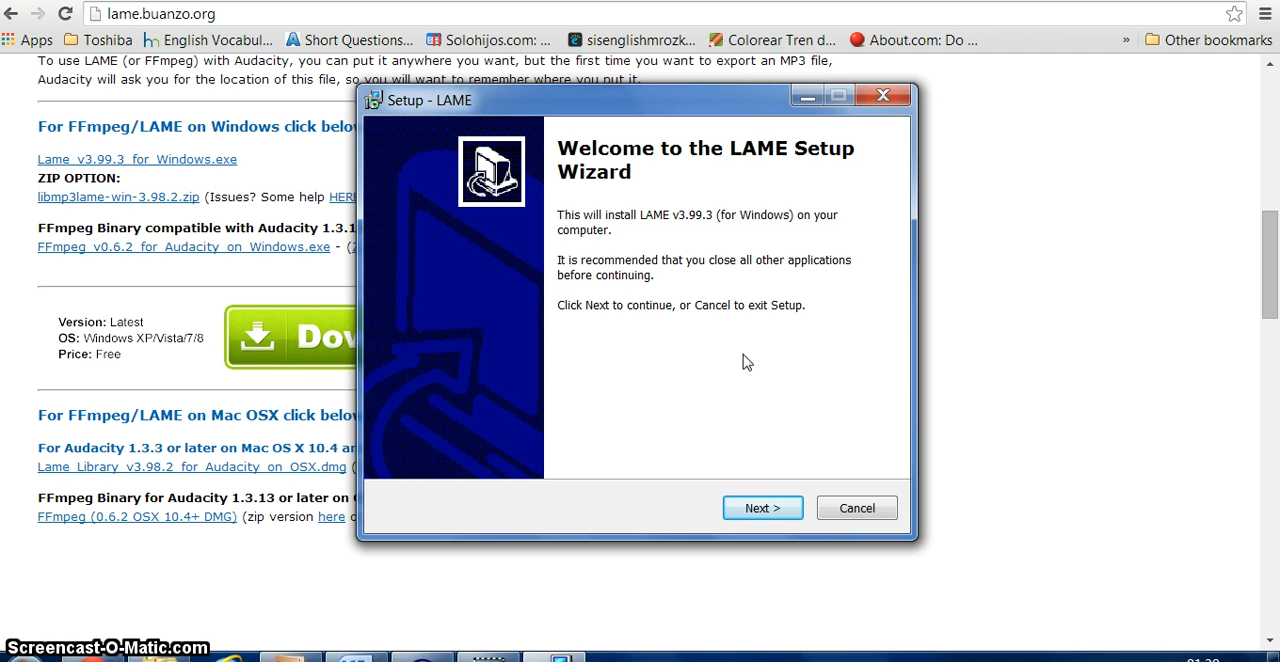 lame.buanzo.org
Apps Toshiba English Vocabul... Short Questions... Solohijos.com: ... sisenglishmrozk... Colorear Tren d... About.com: Do ... » Other bookmarks
To use LAME (or FFmpeg) with Audacity, you can put it anywhere you want, but the first time you want to export an MP3 file,
Audacity will ask you for the location of this file, so you will want to remember where you put it.
For FFmpeg/LAME on Windows click belov
Lame_v3.99.3_for_Windows.exe
ZIP OPTION:
libmp3lame-win-3.98.2.zip (Issues? Some help HERE
FFmpeg Binary compatible with Audacity 1.3.1
FFmpeg_v0.6.2_for_Audacity_on_Windows.exe - (
Version: Latest
OS: Windows XP/Vista/7/8
Price: Free
Dov
For FFmpeg/LAME on Mac OSX click belov
For Audacity 1.3.3 or later on Mac OS X 10.4 an
Lame_Library_v3.98.2_for_Audacity_on_OSX.dmg (
FFmpeg Binary for Audacity 1.3.13 or later on
FFmpeg (0.6.2 OSX 10.4+ DMG) (zip version here
Setup - LAME
Welcome to the LAME Setup
Wizard
This will install LAME v3.99.3 (for Windows) on your
computer.
It is recommended that you close all other applications
before continuing.
Click Next to continue, or Cancel to exit Setup.
Next >
Cancel
Screencast-O-Matic.com